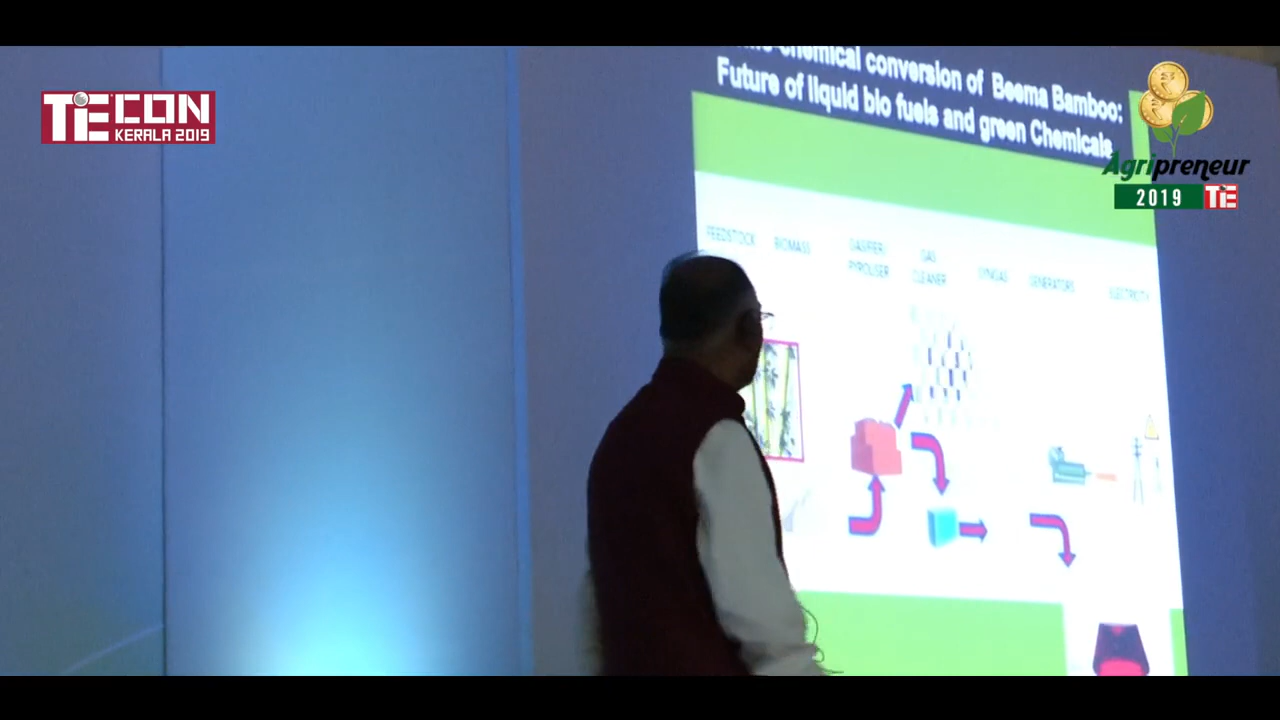 TiECON
KERALA 2019
chemical conversion of Beema Bamboo:
Future of liquid bio fuels and green Chemicals
Agripreneur
2019 TiE
FEEDSTOCK BIOMASS GASIFIER/ GAS SYNGAS GENERATORS ELECTRICITY
PYROLISER CLEANER